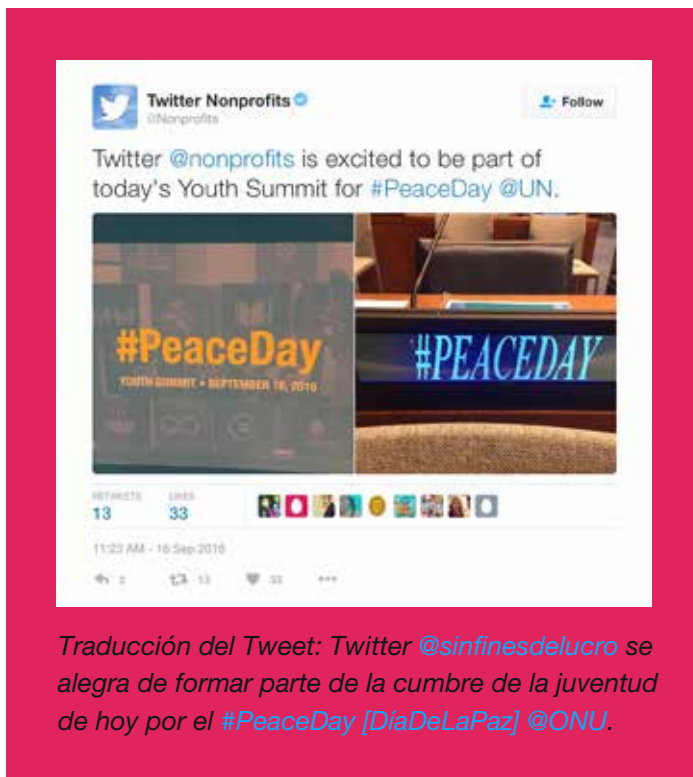 Twitter Nonprofits
@Nonprofits
Follow
Twitter @nonprofits is excited to be part of
today's Youth Summit for #PeaceDay @UN.
#PeaceDay
YOUTH SUMMIT • SEPTEMBER 16, 2016
#PEACEDAY
RETWEETS
13
LIKES
33
11:23 AM - 16 Sep 2016
2
13
33
Traducción del Tweet: Twitter @sinfinesdelucro se
alegra de formar parte de la cumbre de la juventud
de hoy por el #PeaceDay [DíaDeLaPaz] @ONU.